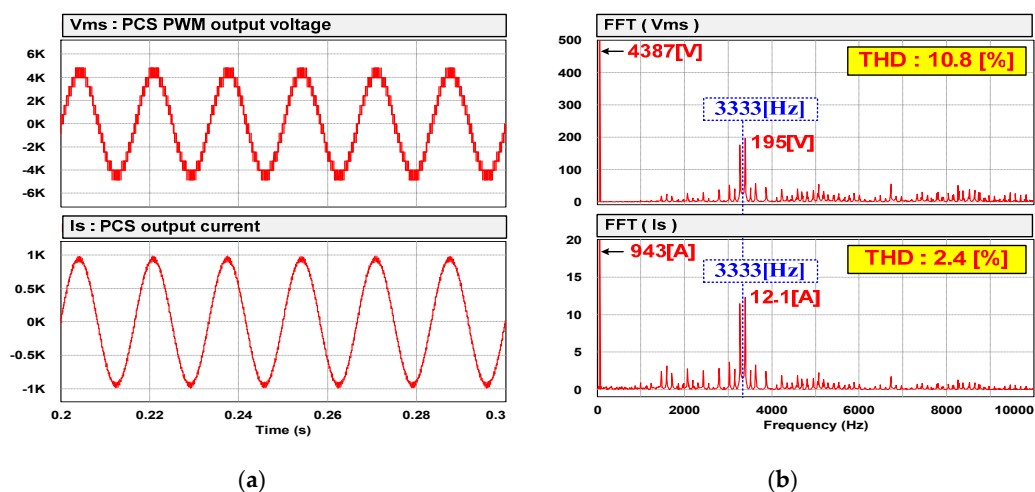 Vms : PCS PWM output voltage
6K
4K
2K
0K
-2K
-4K
-6K
Is : PCS output current
1K
0.5K
0K
-0.5K
-1K
0.2
0.22
0.24
0.26
0.28
0.3
Time (s)
(a)
FFT ( Vms )
500
400
300
200
100
0
4387[V]
THD : 10.8 [%]
3333[Hz]
195[V]
FFT ( Is )
20
15
10
5
0
943[A]
THD : 2.4 [%]
3333[Hz]
12.1[A]
0
2000
4000
6000
8000
10000
Frequency (Hz)
(b)